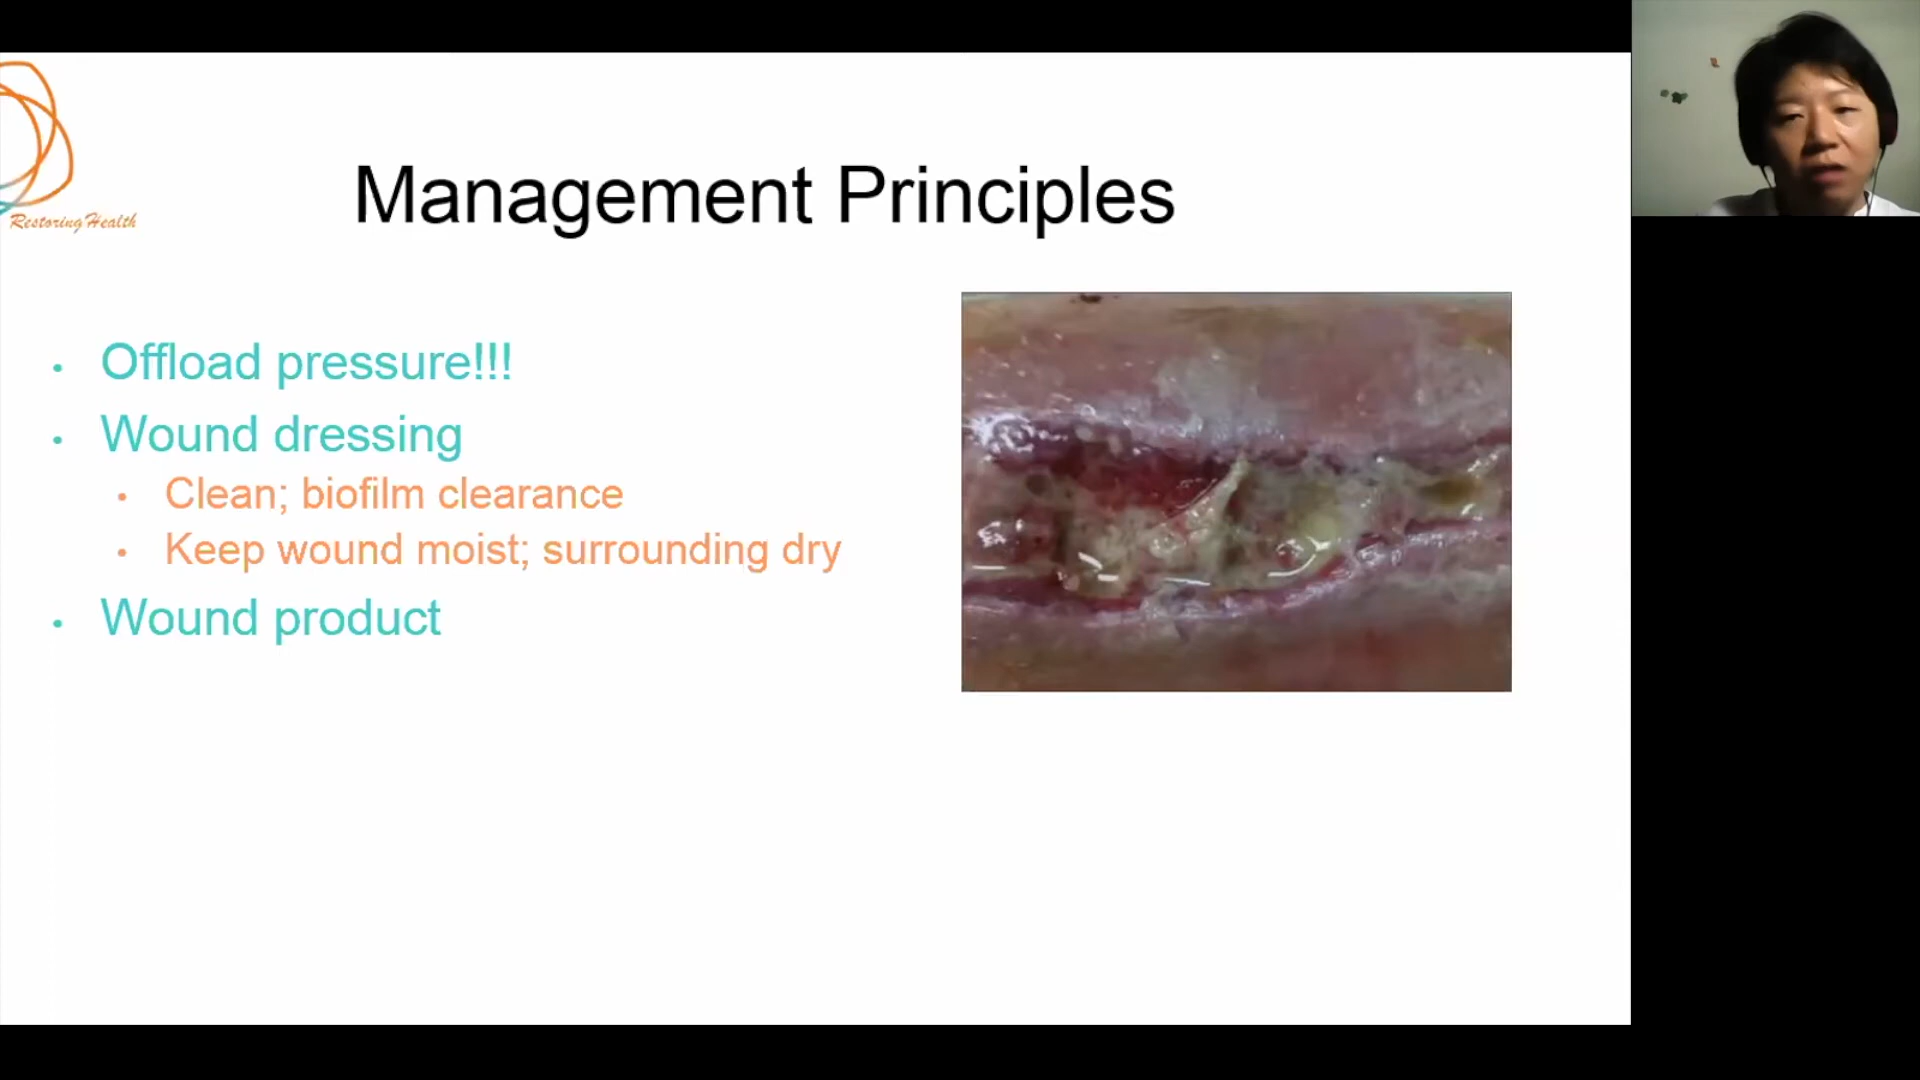 Restoring Health
Management Principles
• Offload pressure!!!
• Wound dressing
• Clean; biofilm clearance
• Keep wound moist; surrounding dry
• Wound product